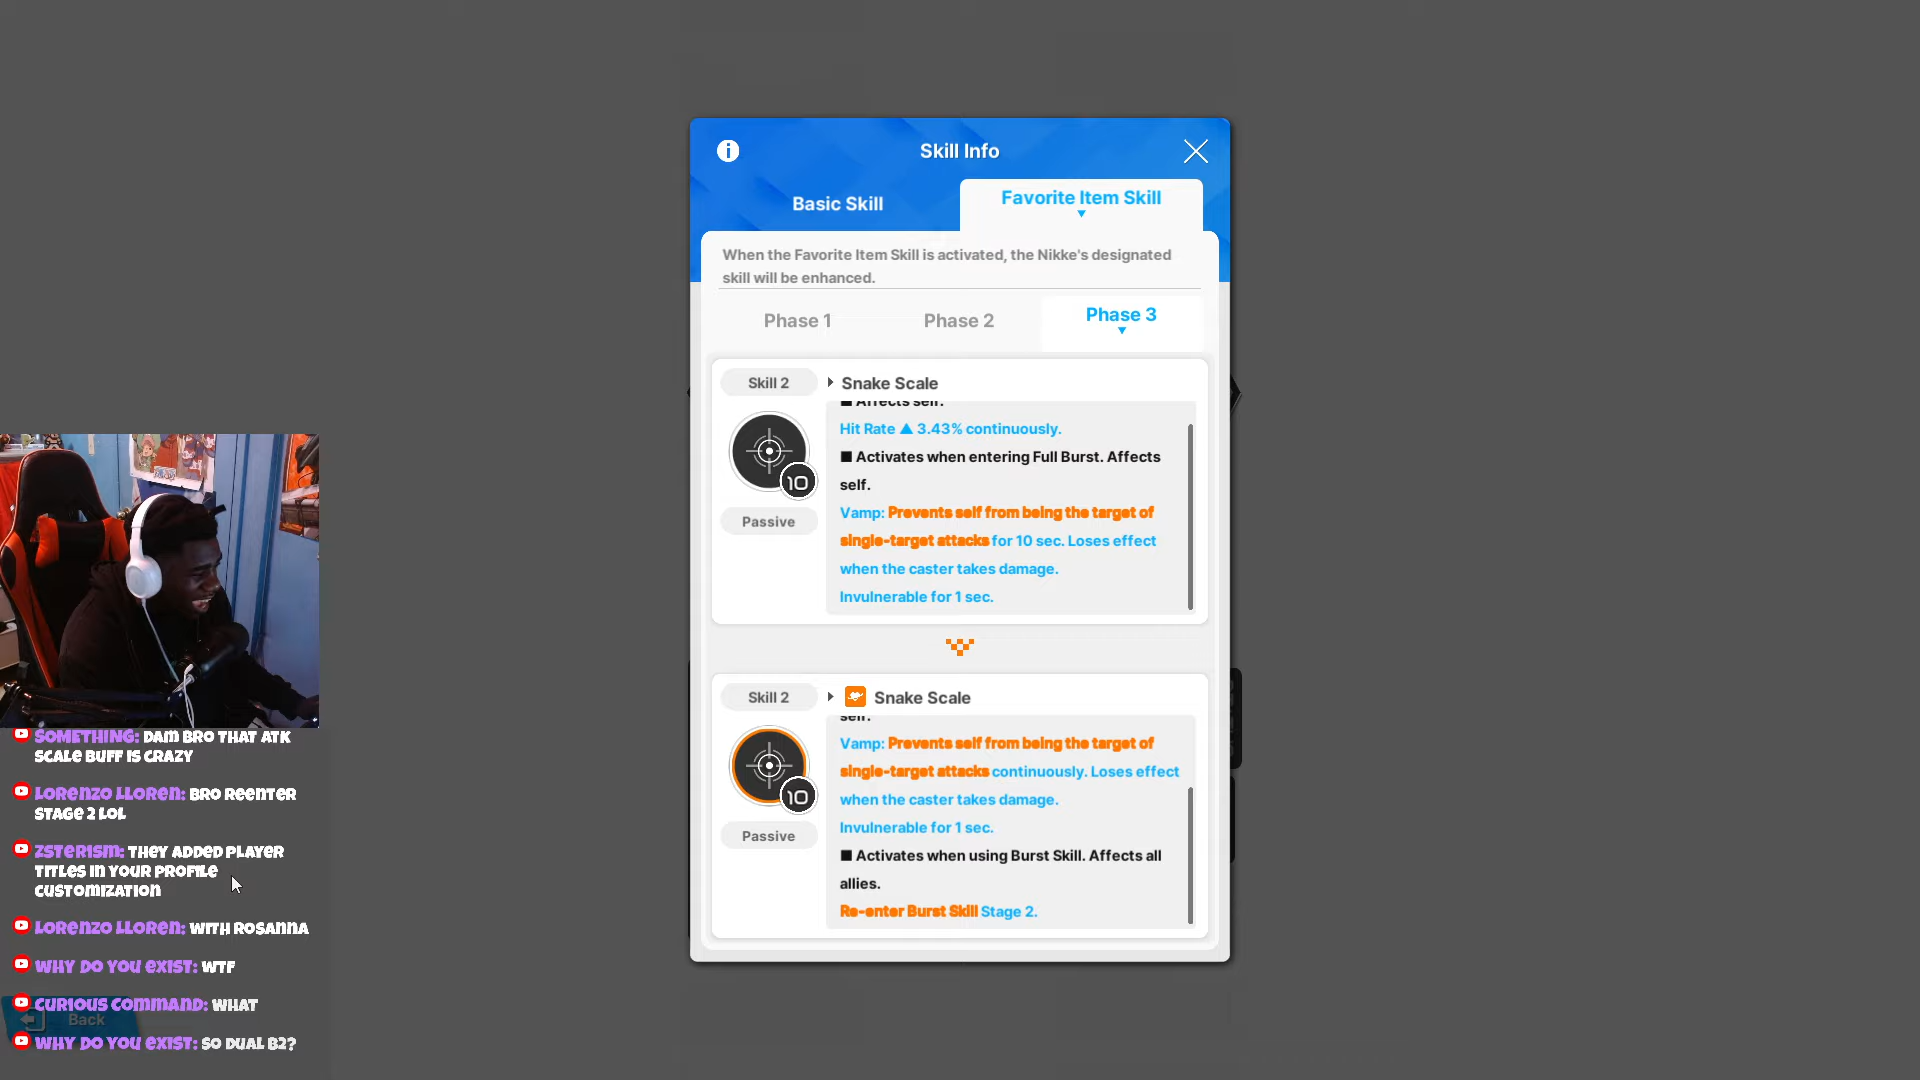 Skill Info
Basic Skill
Favorite Item Skill
When the Favorite Item Skill is activated, the Nikke's designated
skill will be enhanced.
Phase 1
Phase 2
Phase 3
Skill 2
Snake Scale
■ Affects self.
Hit Rate ▲ 3.43% continuously.
■ Activates when entering Full Burst. Affects
self.
Vamp: Prevents self from being the target of
single-target attacks for 10 sec. Loses effect
when the caster takes damage.
Invulnerable for 1 sec.
10
Passive
Skill 2
Snake Scale
self.
Vamp: Prevents self from being the target of
single-target attacks continuously. Loses effect
when the caster takes damage.
Invulnerable for 1 sec.
■ Activates when using Burst Skill. Affects all
allies.
Re-enter Burst Skill Stage 2.
10
Passive
SOMETHING: DAM BRO THAT ATK
SCALE BUFF IS CRAZY
LORENZO LLOREN: BRO REENTER
STAGE 2 LOL
ZSTERISM: THEY ADDED PLAYER
TITLES IN YOUR PROFILE
CUSTOMIZATION
LORENZO LLOREN: WITH ROSANNA
WHY DO YOU EXIST: WTF
CURIOUS COMMAND: WHAT
Back
WHY DO YOU EXIST: SO DUAL B2?